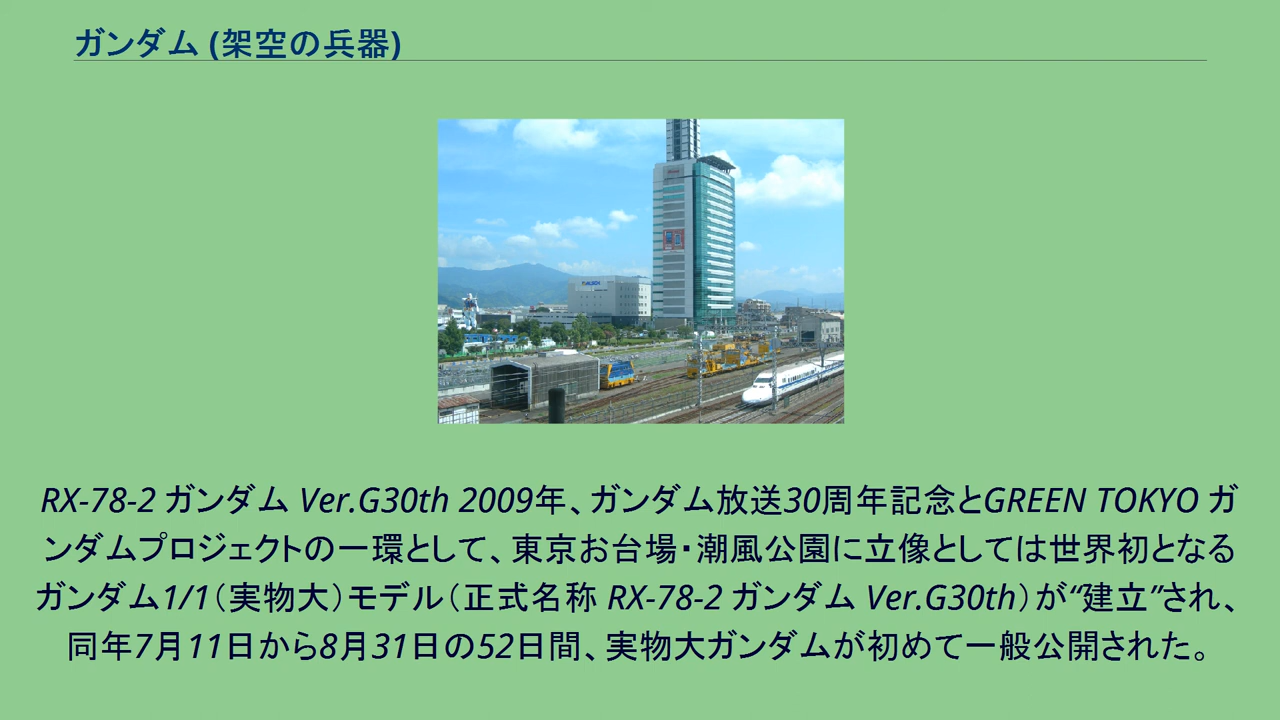 ガンダム (架空の兵器)
RX-78-2 ガンダム Ver.G30th 2009年、ガンダム放送30周年記念とGREEN TOKYO ガ
ンダムプロジェクトの一環として、東京お台場・潮風公園に立像としては世界初となる
ガンダム1/1（実物大）モデル（正式名称 RX-78-2 ガンダム Ver.G30th）が“建立”され、
同年7月11日から8月31日の52日間、実物大ガンダムが初めて一般公開された。